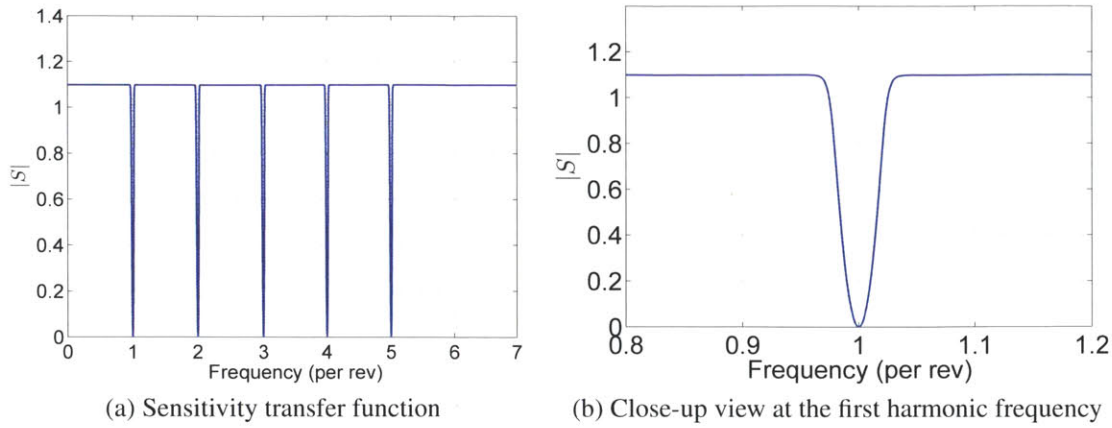 1.4
1.2
1
0.8
0.6
0.4
0.2
0
|S|
0 1 2 3 4 5 6 7
Frequency (per rev)
(a) Sensitivity transfer function
1.2
1
0.8
0.6
0.4
0.2
0
|S|
0.8 0.9 1 1.1 1.2
Frequency (per rev)
(b) Close-up view at the first harmonic frequency